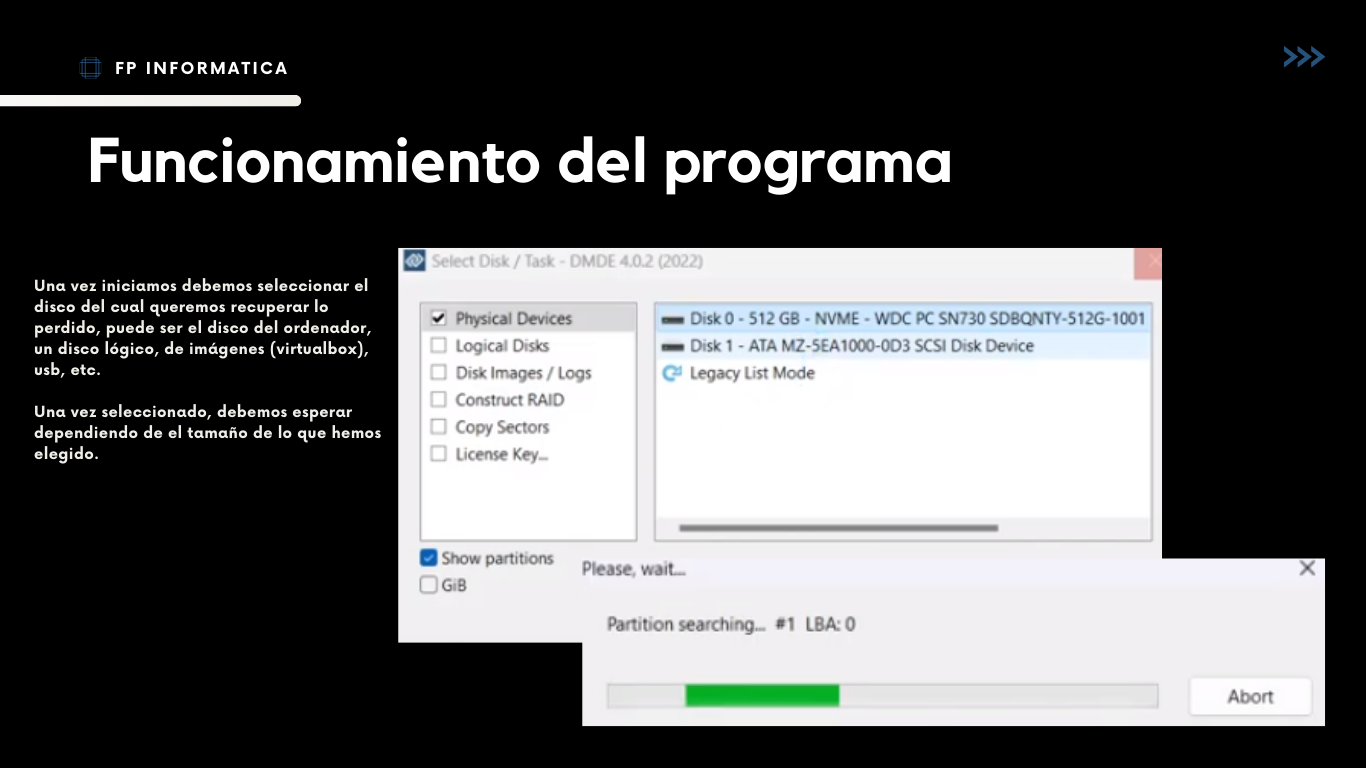 FP INFORMATICA
Funcionamiento del programa
Una vez iniciamos debemos seleccionar el
disco del cual queremos recuperar lo
perdido, puede ser el disco del ordenador,
un disco lógico, de imágenes (virtualbox),
usb, etc.
Una vez seleccionado, debemos esperar
dependiendo de el tamaño de lo que hemos
elegido.
Select Disk / Task - DMDE 4.0.2 (2022)
Physical Devices
Logical Disks
Disk Images / Logs
Construct RAID
Copy Sectors
License Key...
Disk 0 - 512 GB - NVME - WDC PC SN730 SDBQNTY-512G-1001
Disk 1 - ATA MZ-5EA1000-0D3 SCSI Disk Device
Legacy List Mode
Show partitions
GiB
Please, wait...
Partition searching... #1 LBA: 0
Abort